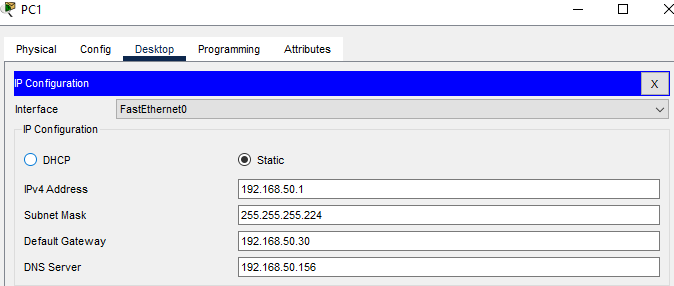 PC1
Physical Config Desktop Programming Attributes
IP Configuration X
Interface FastEthernet0
IP Configuration
DHCP Static
IPv4 Address 192.168.50.1
Subnet Mask 255.255.255.224
Default Gateway 192.168.50.30
DNS Server 192.168.50.156